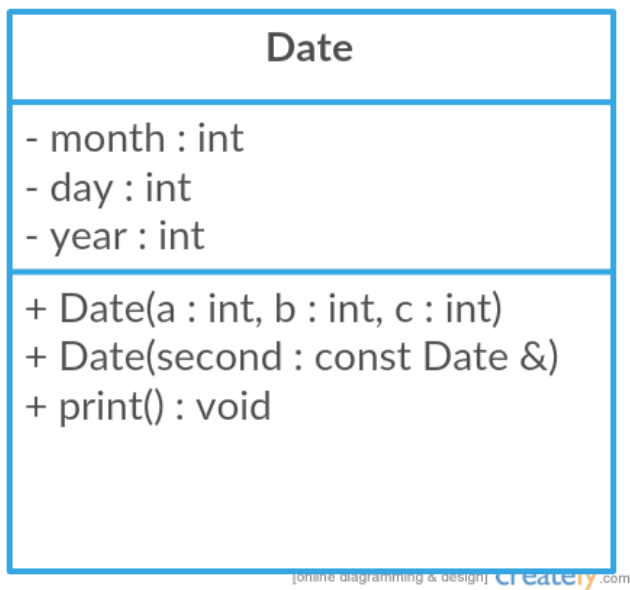 Date
- month : int
- day : int
- year : int
+ Date(a : int, b : int, c : int)
+ Date(second : const Date &)
+ print() : void
[online diagramming & design] creately.com